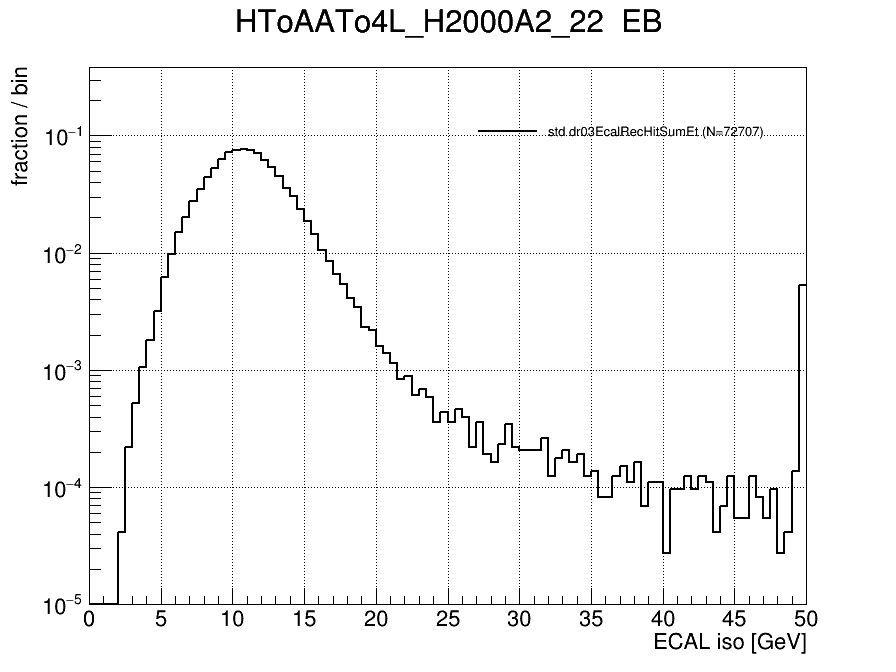 HToAATo4L_H2000A2_22 EB
fraction / bin
std dr03EcalRecHitSumEt (N=72707)
10⁻¹
10⁻²
10⁻³
10⁻⁴
10⁻⁵
0 5 10 15 20 25 30 35 40 45 50
ECAL iso [GeV]